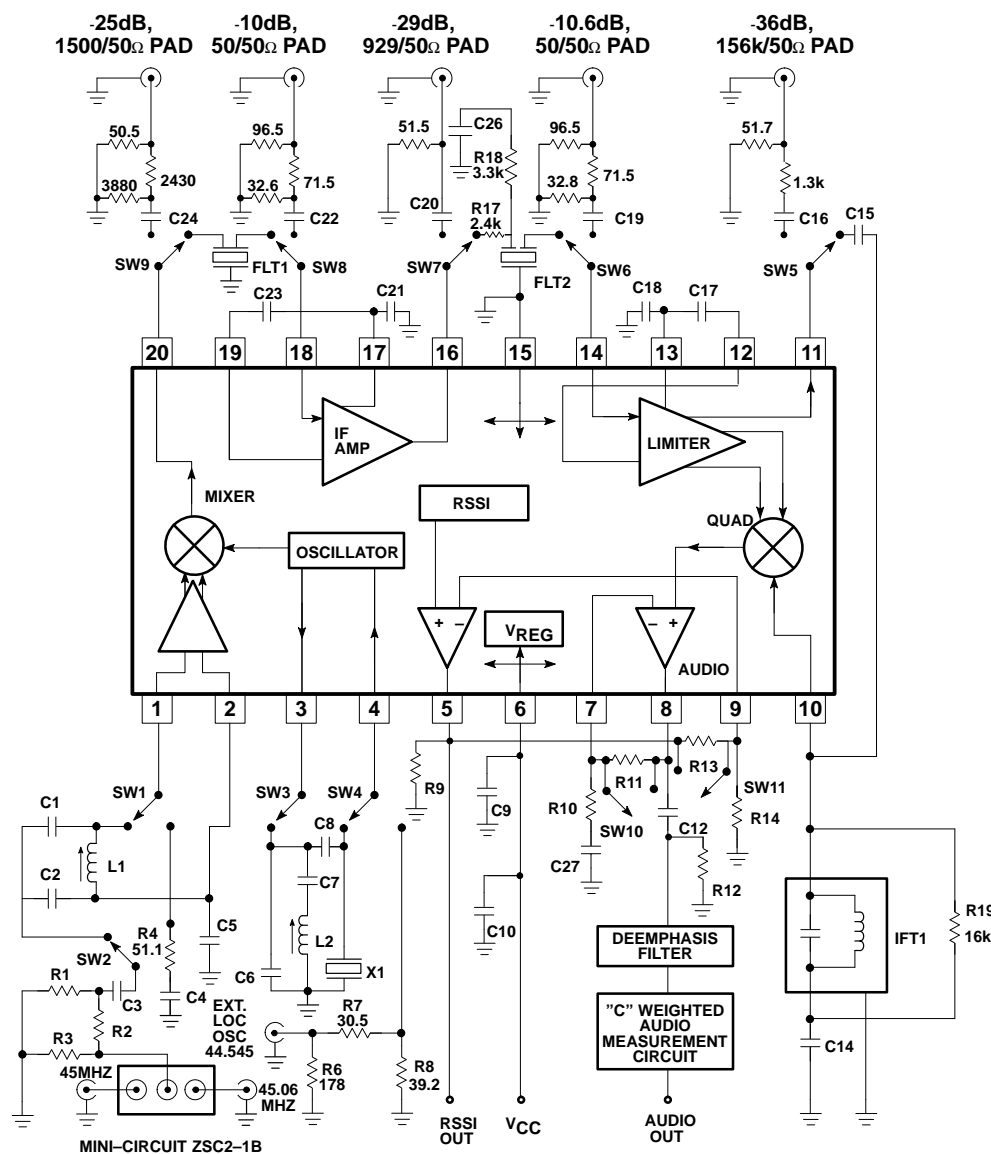 -25dB, -10dB, -29dB, -10.6dB, -36dB,
1500/50Ω PAD 50/50Ω PAD 929/50Ω PAD 50/50Ω PAD 156k/50Ω PAD
50.5 96.5 51.5 C26 96.5 51.7
R18
3.3k
2430 71.5 71.5 1.3k
3880 32.6 32.8
C24 C22 C20 R17 C19 C16 C15
2.4k
SW9 FLT1 SW8 SW7 FLT2 SW6 SW5
C23 C21 C18 C17
20 19 18 17 16 15 14 13 12 11
IF
AMP
LIMITER
MIXER
RSSI
QUAD
OSCILLATOR
+ – – +
VREG
AUDIO
1 2 3 4 5 6 7 8 9 10
SW1 SW3 SW4 R9 C9 R10 R11 R13 SW11
C1 C8 SW10 C12 R14
L1 C7 C27
C2 R12
R4
51.1
C5 L2 C10
SW2 C6 X1
DEEMPHASIS
FILTER
IFT1
R19
16k
R1 C3 C4
EXT.
LOC
OSC
44.545
R7
30.5
R2
R3
"C" WEIGHTED
AUDIO
MEASUREMENT
CIRCUIT
C14
R6
178
R8
39.2
45MHZ
45.06
MHZ
RSSI
OUT
VCC
AUDIO
OUT
MINI–CIRCUIT ZSC2–1B